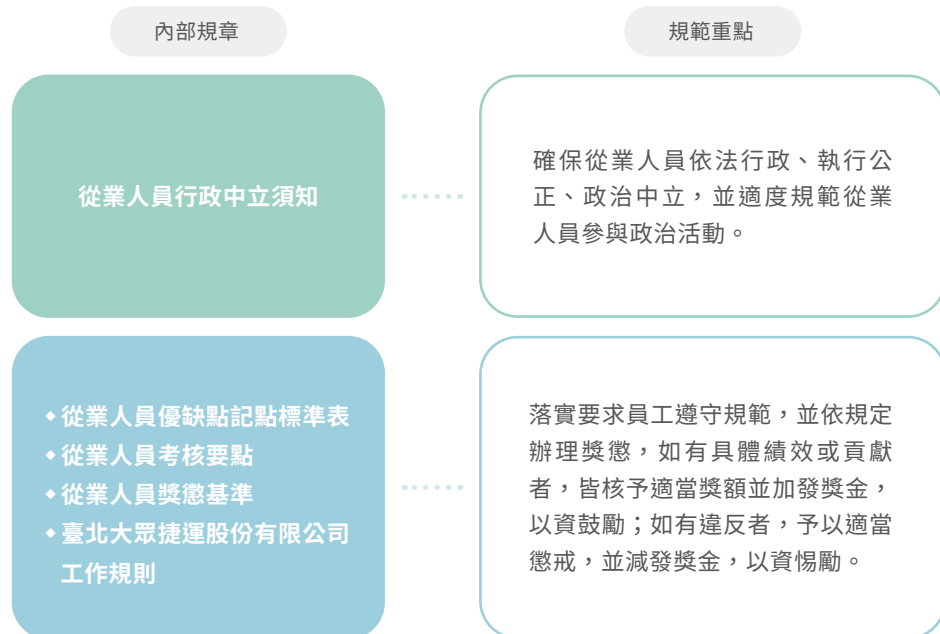 內部規章
規範重點
從業人員行政中立須知
確保從業人員依法行政、執行公
正、政治中立，並適度規範從業
人員參與政治活動。
◆從業人員優缺點記點標準表
◆從業人員考核要點
◆從業人員獎懲基準
◆臺北大眾捷運股份有限公司
工作規則
落實要求員工遵守規範，並依規定
辦理獎懲，如有具體績效或貢獻
者，皆核予適當獎額並加發獎金，
以資鼓勵；如有違反者，予以適當
懲戒，並減發獎金，以資惕勵。